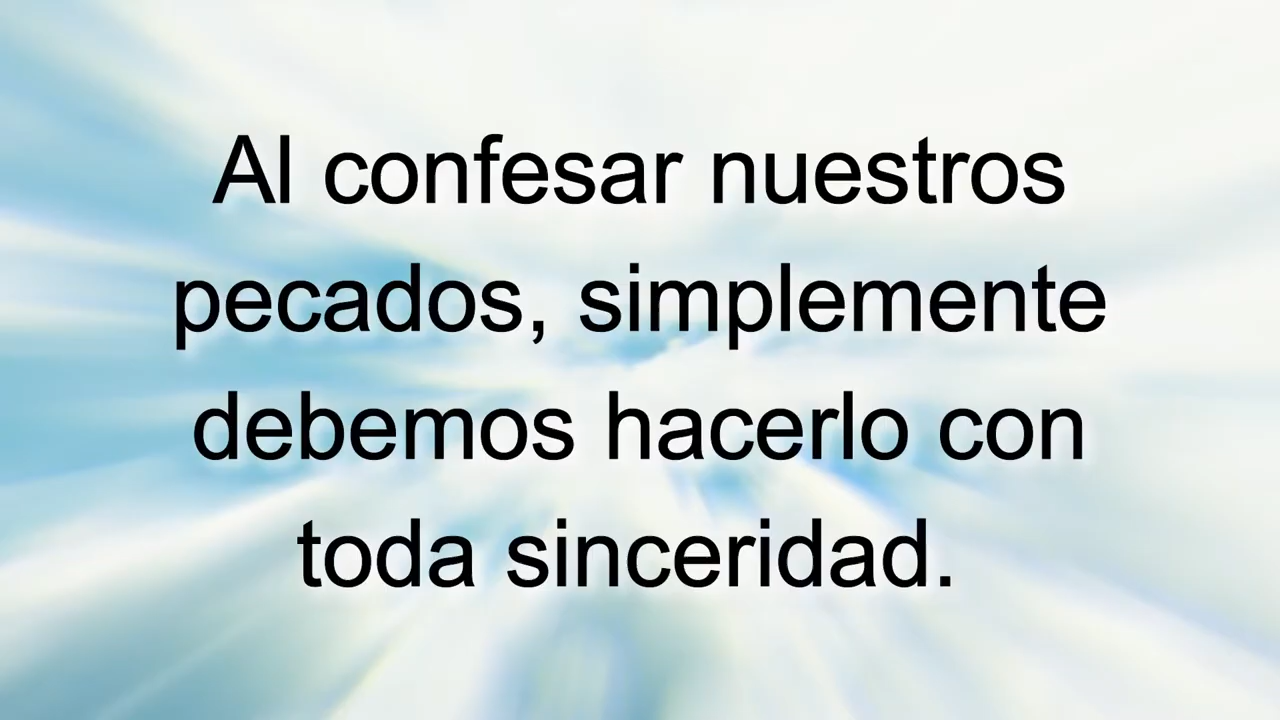 Al confesar nuestros
pecados, simplemente
debemos hacerlo con
toda sinceridad.